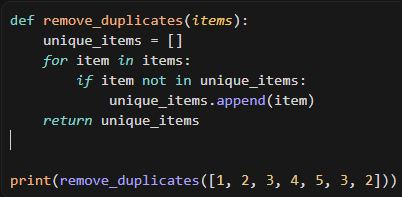 def remove_duplicates(items):
    unique_items = []
    for item in items:
        if item not in unique_items:
            unique_items.append(item)
    return unique_items

print(remove_duplicates([1, 2, 3, 4, 5, 3, 2]))